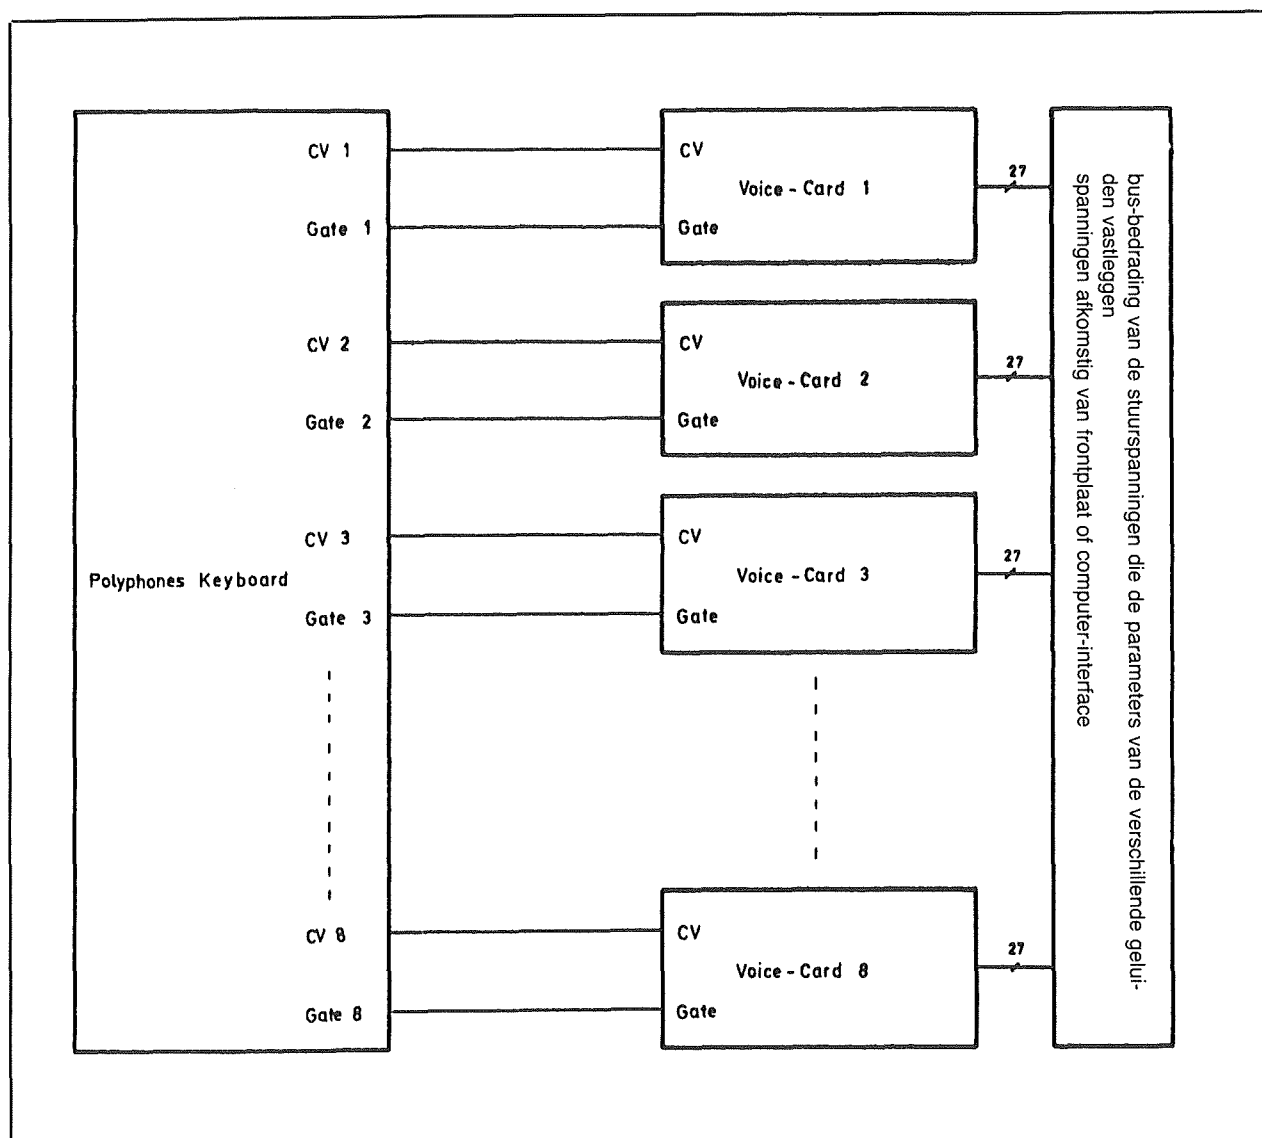 Polyphones Keyboard
CV 1
Gate 1
CV 2
Gate 2
CV 3
Gate 3
CV 8
Gate 8
CV
Voice - Card 1
Gate
CV
Voice - Card 2
Gate
CV
Voice - Card 3
Gate
CV
Voice - Card 8
Gate
27
27
27
27
bus-bedrading van de stuurspanningen die de parameters van de verschillende gelui-
den vastleggen
spanningen afkomstig van frontplaat of computer-interface